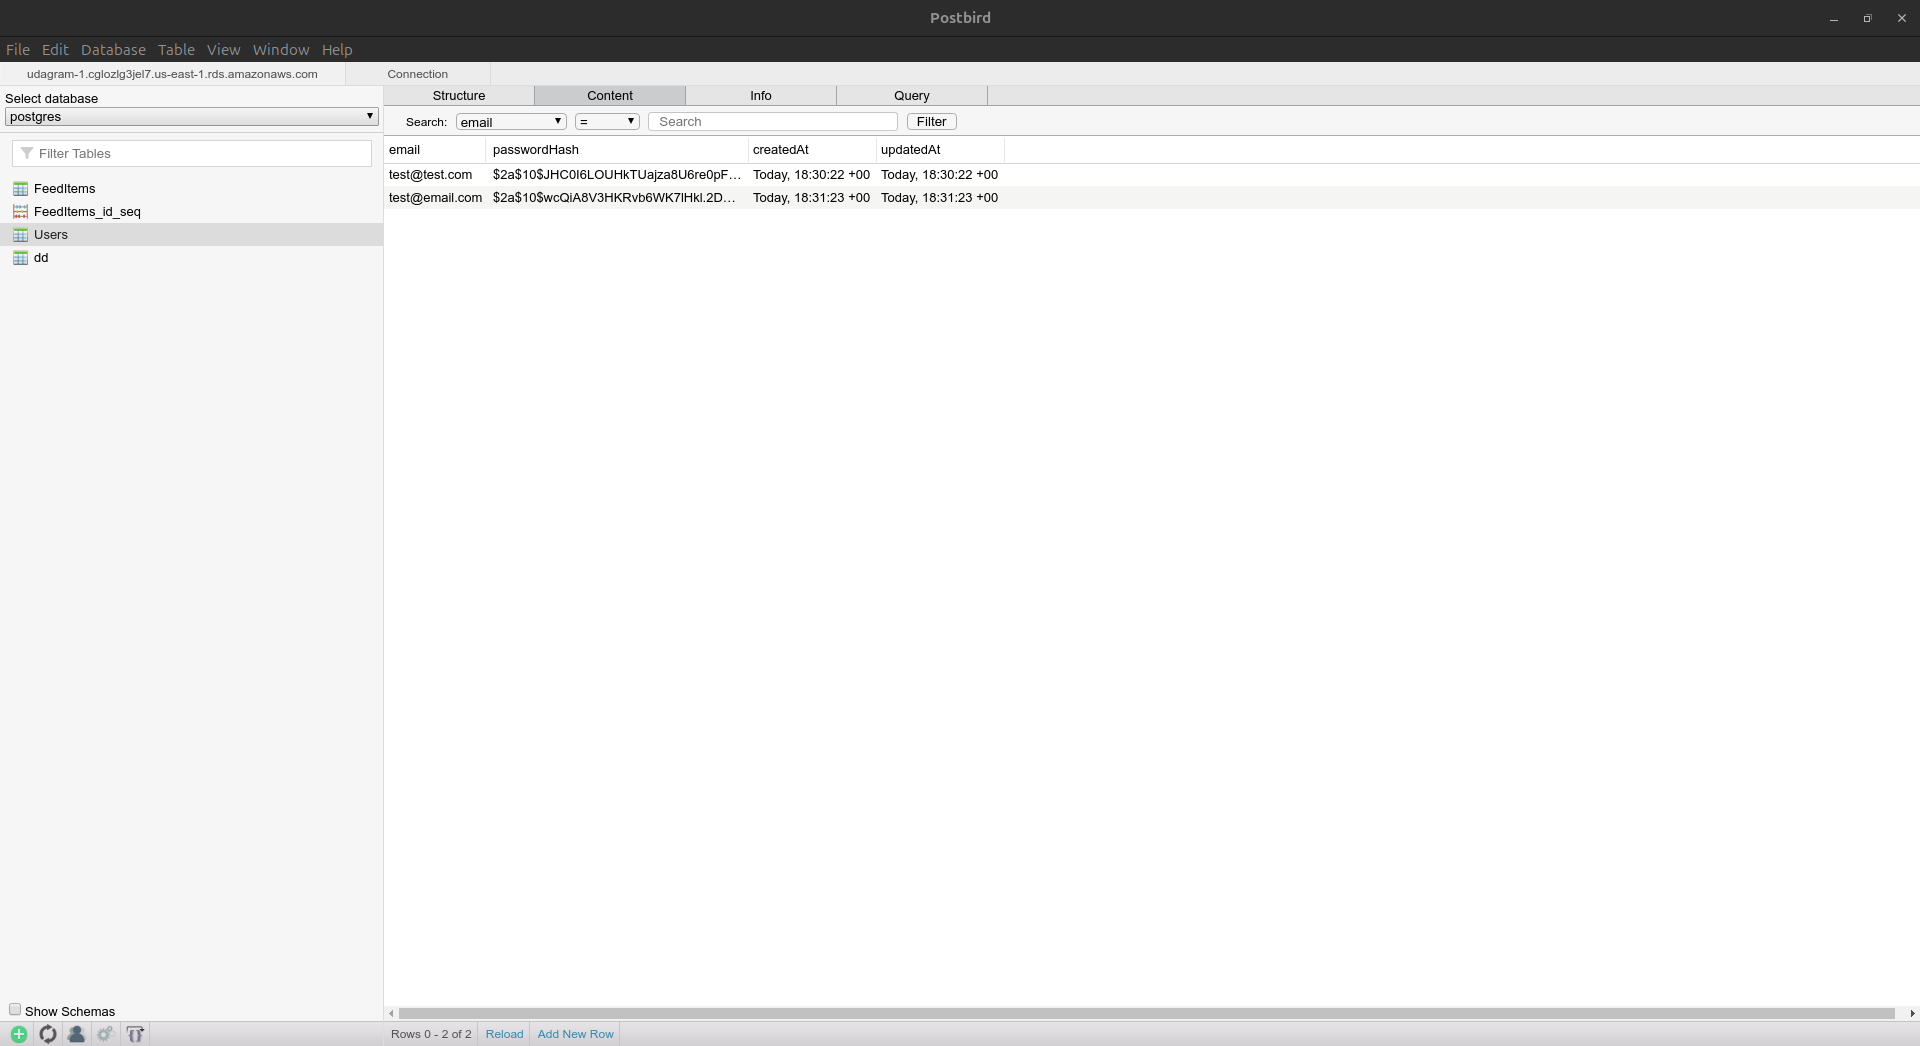 Postbird
File Edit Database Table View Window Help
udagram-1.cglozlg3jel7.us-east-1.rds.amazonaws.com Connection
Select database
postgres
Filter Tables
FeedItems
FeedItems_id_seq
Users
dd
Show Schemas
Structure Content Info Query
Search: email = Search Filter
email passwordHash createdAt updatedAt
test@test.com $2a$10$JHC0I6LOUHkTUajza8U6re0pF... Today, 18:30:22 +00 Today, 18:30:22 +00
test@email.com $2a$10$wcQiA8V3HKRvb6WK7lHkl.2D... Today, 18:31:23 +00 Today, 18:31:23 +00
Rows 0 - 2 of 2 Reload Add New Row